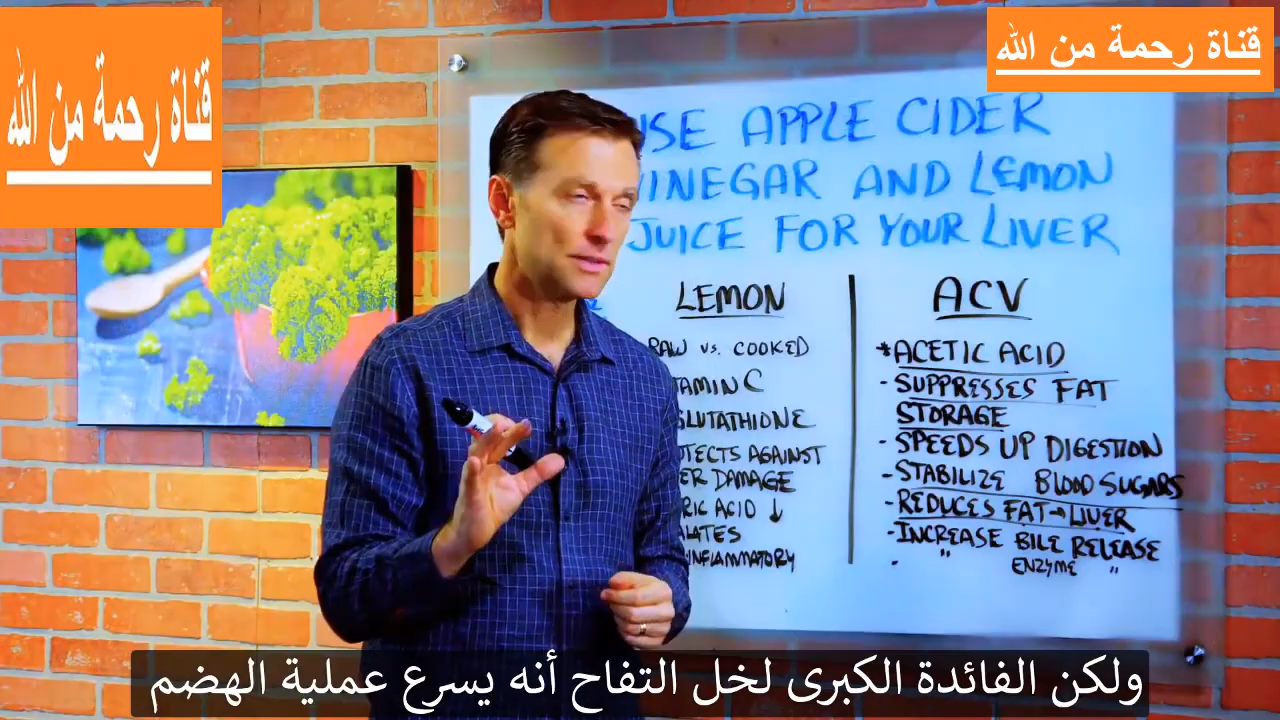 قناة رحمة من الله
قناة رحمة من الله
USE APPLE CIDER
VINEGAR AND LEMON
JUICE FOR YOUR LIVER
LEMON
RAW VS. COOKED
GLUTATHIONE
AGAINST
DAMAGE
ACID ↓
ACV
*ACETIC ACID
- SUPPRESSES FAT
STORAGE
- SPEEDS UP DIGESTION
- STABILIZE BLOOD SUGARS
- REDUCES FAT→LIVER
- INCREASE BILE RELEASE
- " ENZYME "
ولكن الفائدة الكبرى لخل التفاح أنه يسرع عملية الهضم